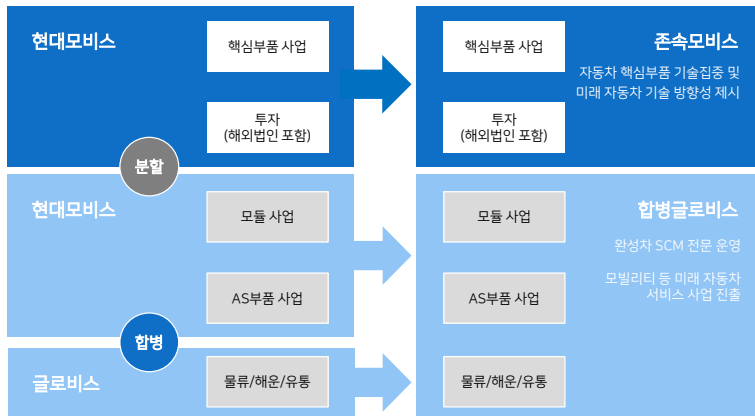 현대모비스
핵심부품 사업
투자
(해외법인 포함)
분할
현대모비스
모듈 사업
AS부품 사업
합병
글로비스
물류/해운/유통
핵심부품 사업
투자
(해외법인 포함)
존속모비스
자동차 핵심부품 기술집중 및
미래 자동차 기술 방향성 제시
모듈 사업
AS부품 사업
물류/해운/유통
합병글로비스
완성차 SCM 전문 운영
모빌리티 등 미래 자동차
서비스 사업 진출